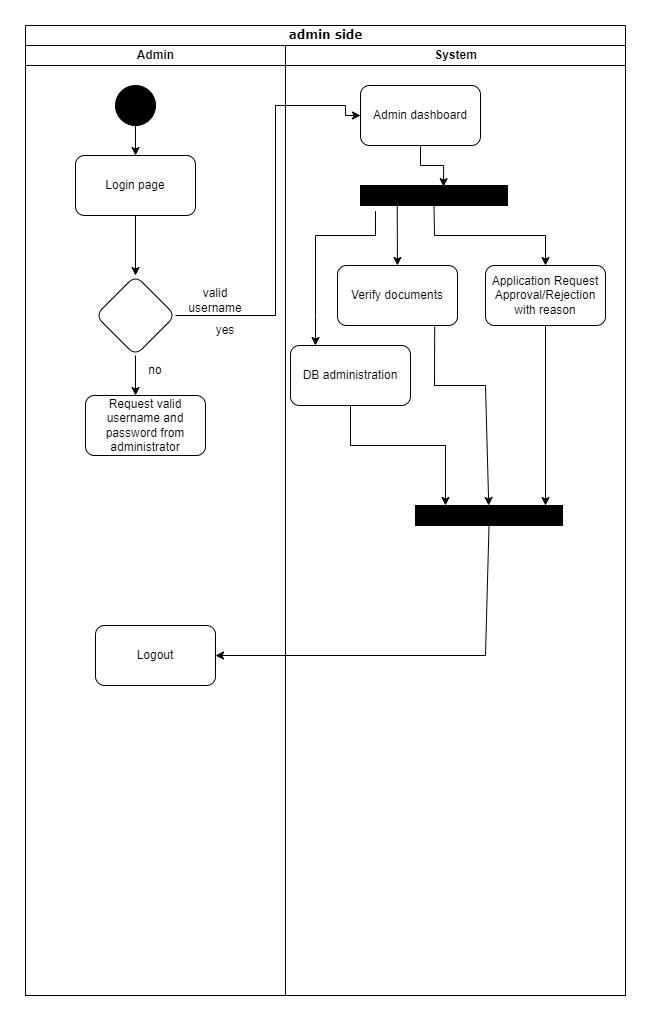 admin side
Admin
System
Admin dashboard
Login page
valid
username
yes
Application Request
Approval/Rejection
with reason
Verify documents
no
DB administration
Request valid
username and
password from
administrator
Logout